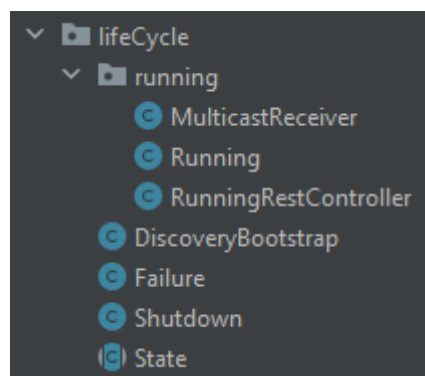 lifeCycle
running
C MulticastReceiver
C Running
C RunningRestController
C DiscoveryBootstrap
C Failure
C Shutdown
C State